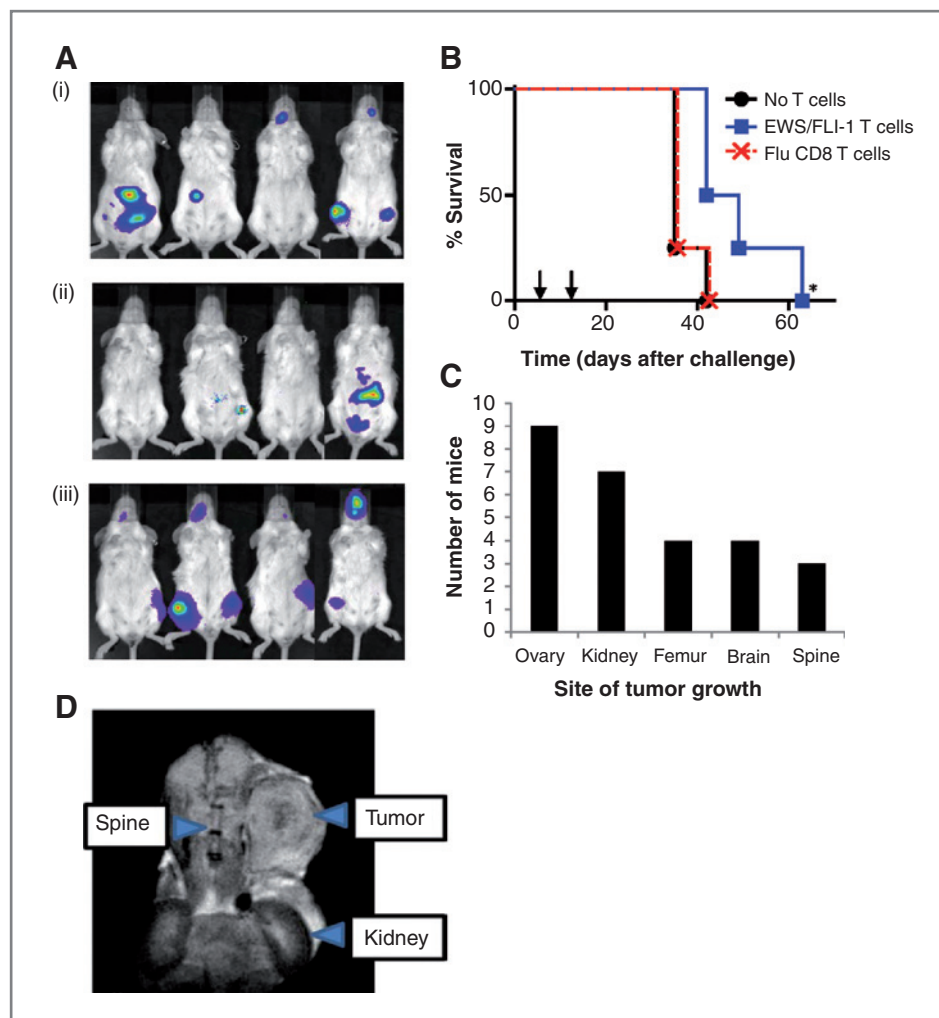 A
(i)
(ii)
(iii)
B
100
50
0
0
20
40
60
% Survival
Time (days after challenge)
No T cells
EWS/FLI-1 T cells
Flu CD8 T cells
*
C
10
9
8
7
6
5
4
3
2
1
0
Number of mice
Ovary Kidney Femur Brain Spine
Site of tumor growth
D
Spine
Tumor
Kidney